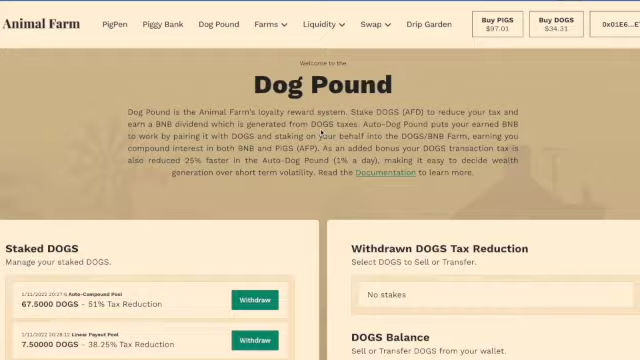 Animal Farm
PigPen Piggy Bank Dog Pound Farms Liquidity Swap Drip Garden
Buy PIGS
$97.01
Buy DOGS
$34.31
0x01E6...E
Welcome to the
Dog Pound
Dog Pound is the Animal Farm's loyalty reward system. Stake DOGS (AFD) to reduce your tax and
earn a BNB dividend which is generated from DOGS taxes. Auto-Dog Pound puts your earned BNB
to work by pairing it with DOGS and staking on your behalf into the DOGS/BNB Farm, earning you
compound interest in both BNB and PIGS (AFP). As an added bonus your DOGS transaction tax is
also reduced 25% faster in the Auto-Dog Pound (1% a day), making it easy to decide wealth
generation over short term volatility. Read the Documentation to learn more.
Staked DOGS
Manage your staked DOGS.
Auto-Compound Pool
67.5000 DOGS - 51% Tax Reduction
Withdraw
Linear Payout Pool
7.5000 DOGS - 38.25% Tax Reduction
Withdraw
Withdrawn DOGS Tax Reduction
Select DOGS to Sell or Transfer.
No stakes
DOGS Balance
Sell or Transfer DOGS from your wallet.